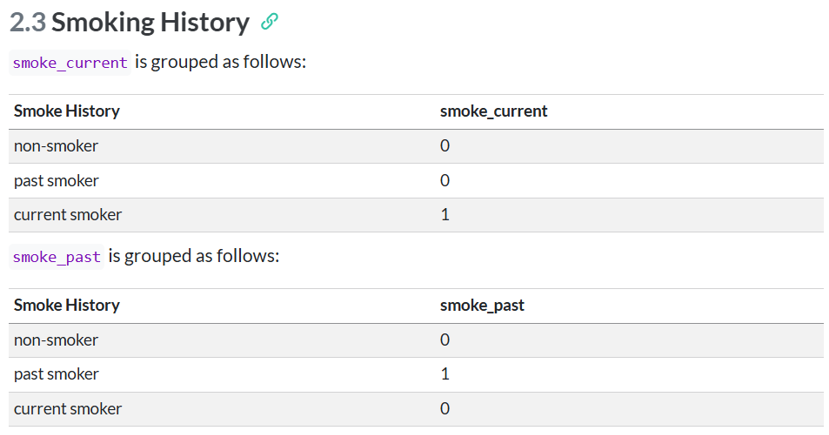 2.3 Smoking History
smoke_current is grouped as follows:
Smoke History smoke_current
non-smoker 0
past smoker 0
current smoker 1
smoke_past is grouped as follows:
Smoke History smoke_past
non-smoker 0
past smoker 1
current smoker 0